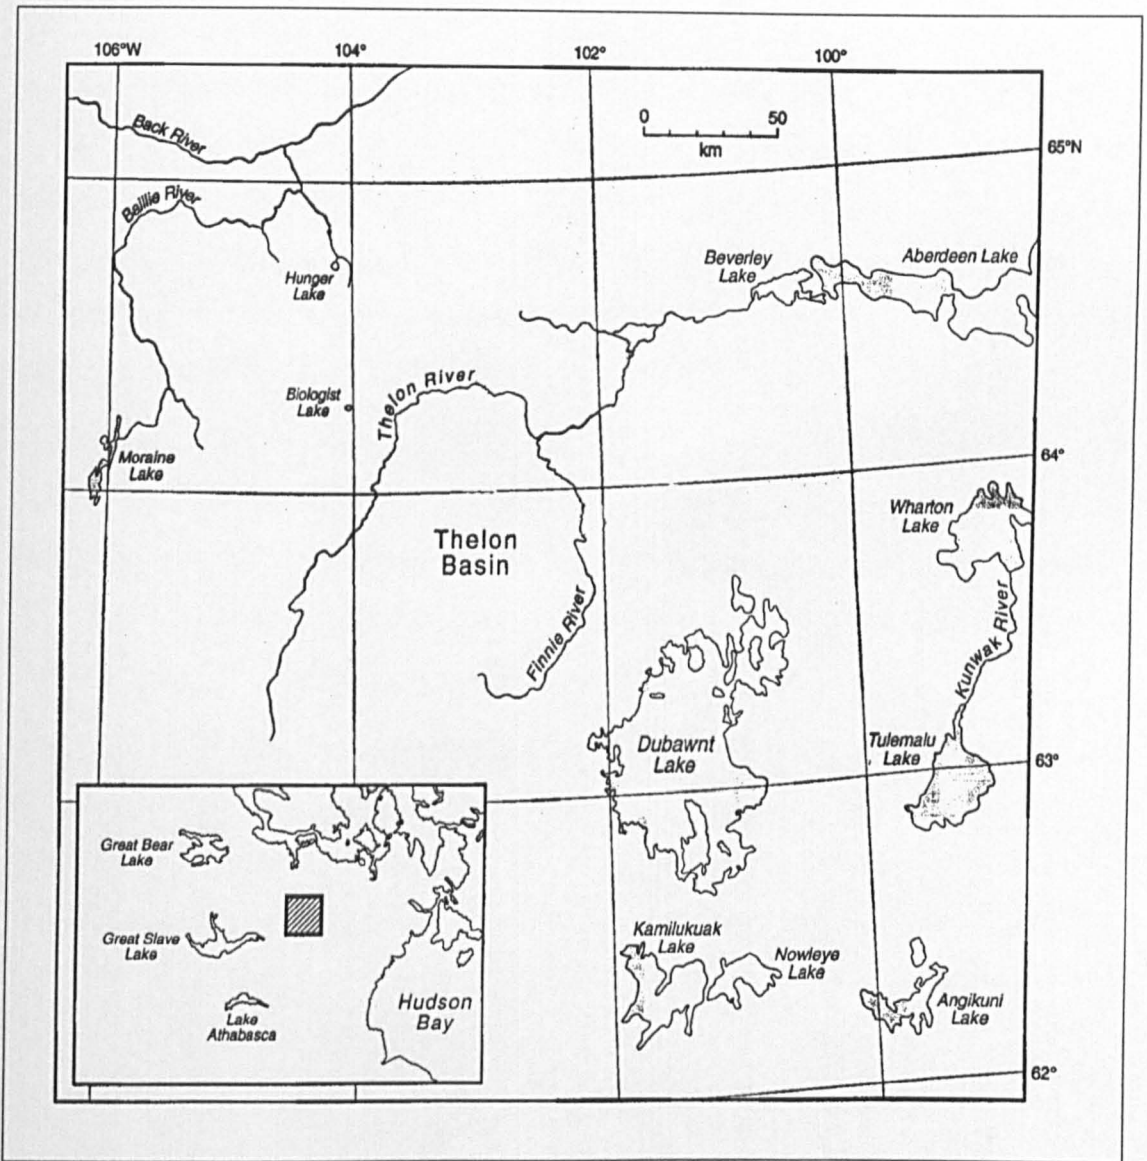 106°W
104°
102°
100°
0 50
km
65°N
Back River
Baillie River
Hunger
Lake
Beverley
Lake
Aberdeen Lake
Biologist
Lake
Thelon River
Moraine
Lake
64°
Wharton
Lake
Thelon
Basin
Finnie River
Kunwak River
Dubawnt
Lake
Tulemalu
Lake
63°
Great Bear
Lake
Great Slave
Lake
Lake
Athabasca
Hudson
Bay
Kamilukuak
Lake
Nowleye
Lake
Angikuni
Lake
62°